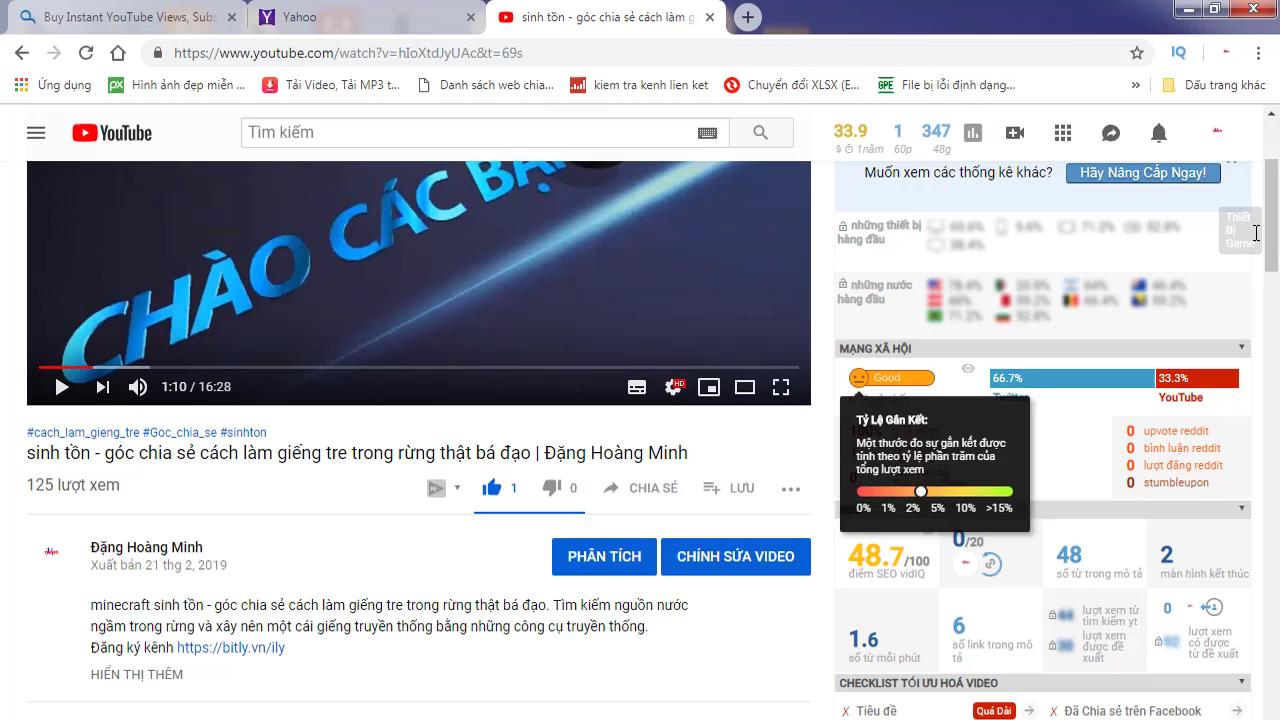 Buy Instant YouTube Views, Subs
Yahoo
sinh tồn - góc chia sẻ cách làm g
https://www.youtube.com/watch?v=hIoXtdJyUAc&t=69s
IQ
Ứng dụng
Hình ảnh đẹp miễn ...
Tải Video, Tải MP3 t...
Danh sách web chia...
kiem tra kenh lien ket
Chuyển đổi XLSX (E...
File bị lỗi định dạng...
»
Dấu trang khác
YouTube
Tìm kiếm
33.9 1 347
1năm 60p 48g
CHÀO CÁC BẠ
Muốn xem các thống kê khác? Hãy Nâng Cấp Ngay!
những thiết bị
hàng đầu
Thiết
Bị
Game
những nước
hàng đầu
MẠNG XÃ HỘI
Good
66.7% 33.3%
YouTube
Tỷ Lệ Gắn Kết:
Một thước đo sự gắn kết được
tính theo tỷ lệ phần trăm của
tổng lượt xem
0% 1% 2% 5% 10% >15%
0 upvote reddit
0 bình luận reddit
0 lượt đăng reddit
0 stumbleupon
1:10 / 16:28
HD
#cach_lam_gieng_tre #Goc_chia_se #sinhton
sinh tồn - góc chia sẻ cách làm giếng tre trong rừng thật bá đạo | Đặng Hoàng Minh
125 lượt xem
1
0
CHIA SẺ
LƯU
Đặng Hoàng Minh
Xuất bản 21 thg 2, 2019
PHÂN TÍCH
CHỈNH SỬA VIDEO
minecraft sinh tồn - góc chia sẻ cách làm giếng tre trong rừng thật bá đạo. Tìm kiếm nguồn nước
ngầm trong rừng và xây nên một cái giếng truyền thống bằng những công cụ truyền thống.
Đăng ký kênh https://bitly.vn/ily
HIỂN THỊ THÊM
48.7/100
điểm SEO vidIQ
0/20
48
số từ trong mô tả
2
màn hình kết thúc
1.6
số từ mỗi phút
6
số link trong mô
tả
lượt xem từ
tìm kiếm yt
lượt xem
được đề
xuất
0
lượt xem
có được
từ đề xuất
CHECKLIST TỐI ƯU HOÁ VIDEO
Tiêu đề
Quá Dài
Đã Chia sẻ trên Facebook